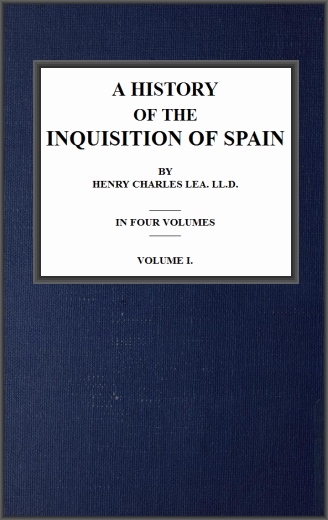 A HISTORY
OF THE
INQUISITION OF SPAIN
BY
HENRY CHARLES LEA. LL.D.
IN FOUR VOLUMES
VOLUME I.